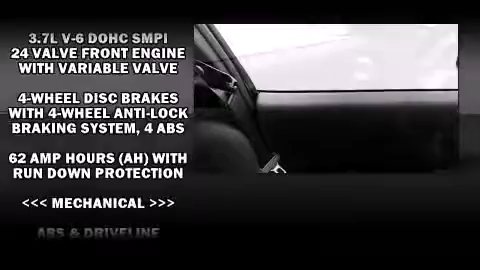 3.7L V-6 DOHC SMPI
24 VALVE FRONT ENGINE
WITH VARIABLE VALVE
4-WHEEL DISC BRAKES
WITH 4-WHEEL ANTI-LOCK
BRAKING SYSTEM, 4 ABS
62 AMP HOURS (AH) WITH
RUN DOWN PROTECTION
<<< MECHANICAL >>>
ABS & DRIVELINE